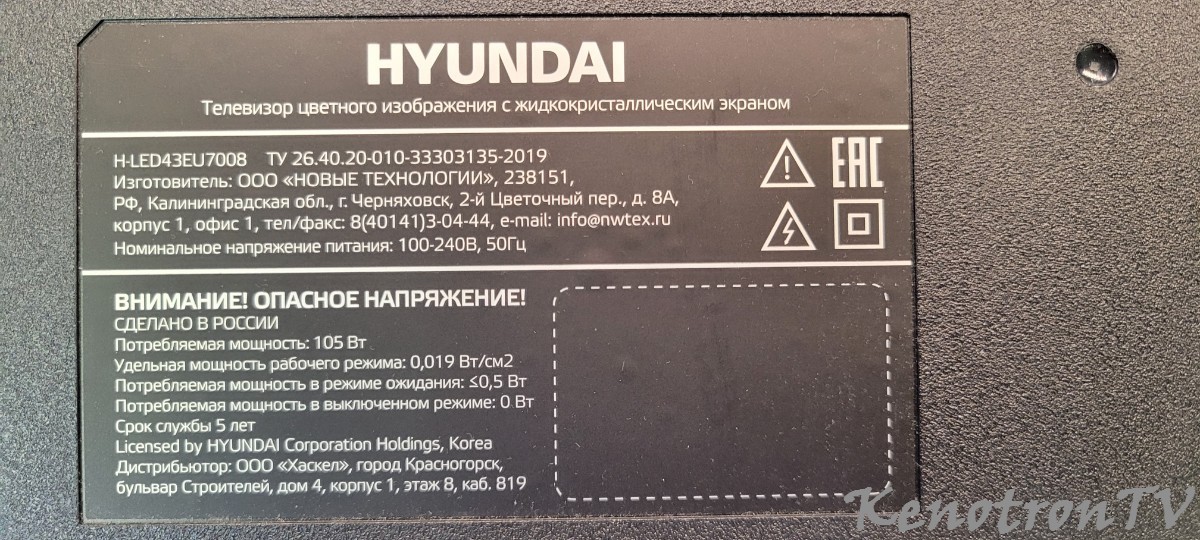 HYUNDAI
Телевизор цветного изображения с жидкокристаллическим экраном
H-LED43EU7008 ТУ 26.40.20-010-33303135-2019
Изготовитель: ООО «НОВЫЕ ТЕХНОЛОГИИ», 238151,
РФ, Калининградская обл., г. Черняховск, 2-й Цветочный пер., д. 8А,
корпус 1, офис 1, тел/факс: 8(40141)3-04-44, e-mail: info@nwtex.ru
Номинальное напряжение питания: 100-240В, 50Гц
EAC
ВНИМАНИЕ! ОПАСНОЕ НАПРЯЖЕНИЕ!
СДЕЛАНО В РОССИИ
Потребляемая мощность: 105 Вт
Удельная мощность рабочего режима: 0,019 Вт/см2
Потребляемая мощность в режиме ожидания: ≤0,5 Вт
Потребляемая мощность в выключенном режиме: 0 Вт
Срок службы 5 лет
Licensed by HYUNDAI Corporation Holdings, Korea
Дистрибьютор: ООО «Хаскел», город Красногорск,
бульвар Строителей, дом 4, корпус 1, этаж 8, каб. 819
KenotronTV